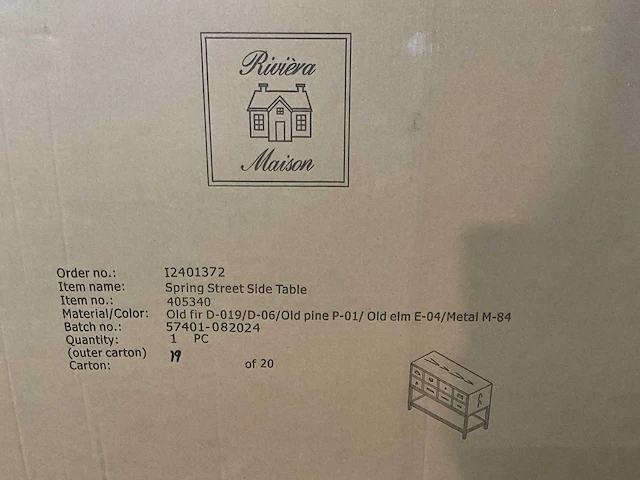 Rivièra
Maison
Order no.: I2401372
Item name: Spring Street Side Table
Item no.: 405340
Material/Color: Old fir D-019/D-06/Old pine P-01/ Old elm E-04/Metal M-84
Batch no.: 57401-082024
Quantity: 1 PC
(outer carton)
Carton: 19 of 20